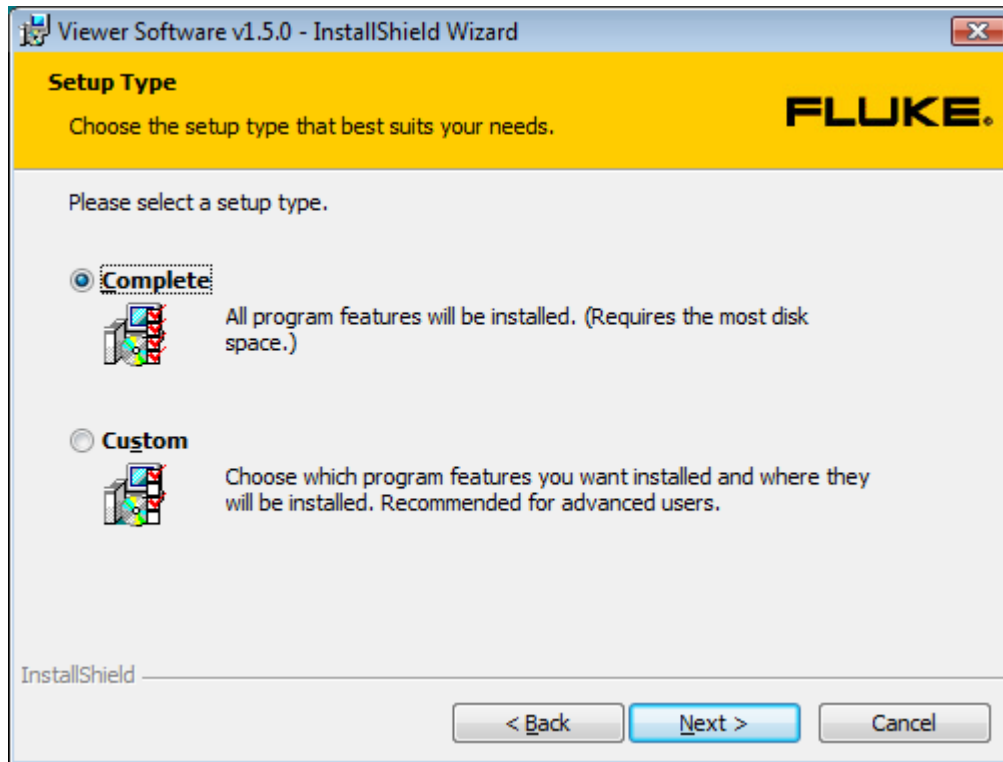 Viewer Software v1.5.0 - InstallShield Wizard
Setup Type
Choose the setup type that best suits your needs.
FLUKE®
Please select a setup type.
Complete
All program features will be installed. (Requires the most disk
space.)
Custom
Choose which program features you want installed and where they
will be installed. Recommended for advanced users.
InstallShield
< Back
Next >
Cancel